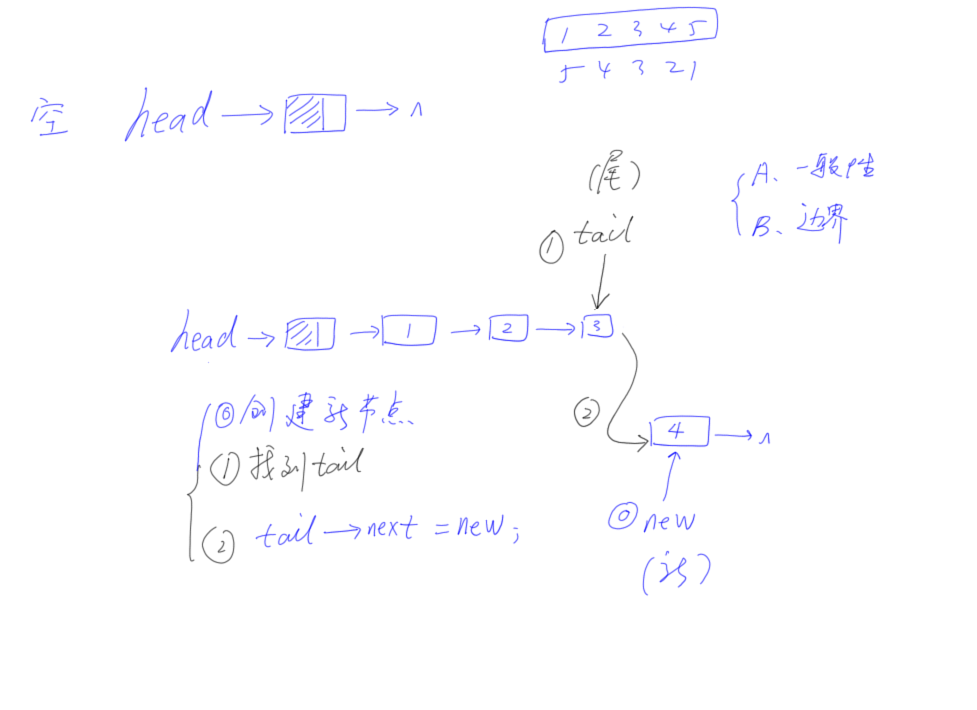 1 2 3 4 5
5 4 3 2 1
空 head → → ∧
(尾)
① tail
A、一般性
B、边界
head → → 1 → 2 → 3
②
4 → ∧
⓪ 创建新节点、
① 找到tail
② tail→next = new;
⓪ new
(新)